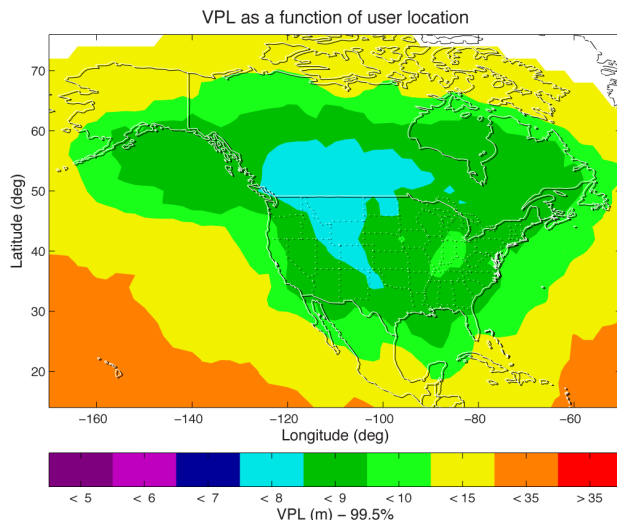 VPL as a function of user location
70
60
50
40
30
20
Latitude (deg)
−160 −140 −120 −100 −80 −60
Longitude (deg)
< 5 < 6 < 7 < 8 < 9 < 10 < 15 < 35 > 35
VPL (m) − 99.5%